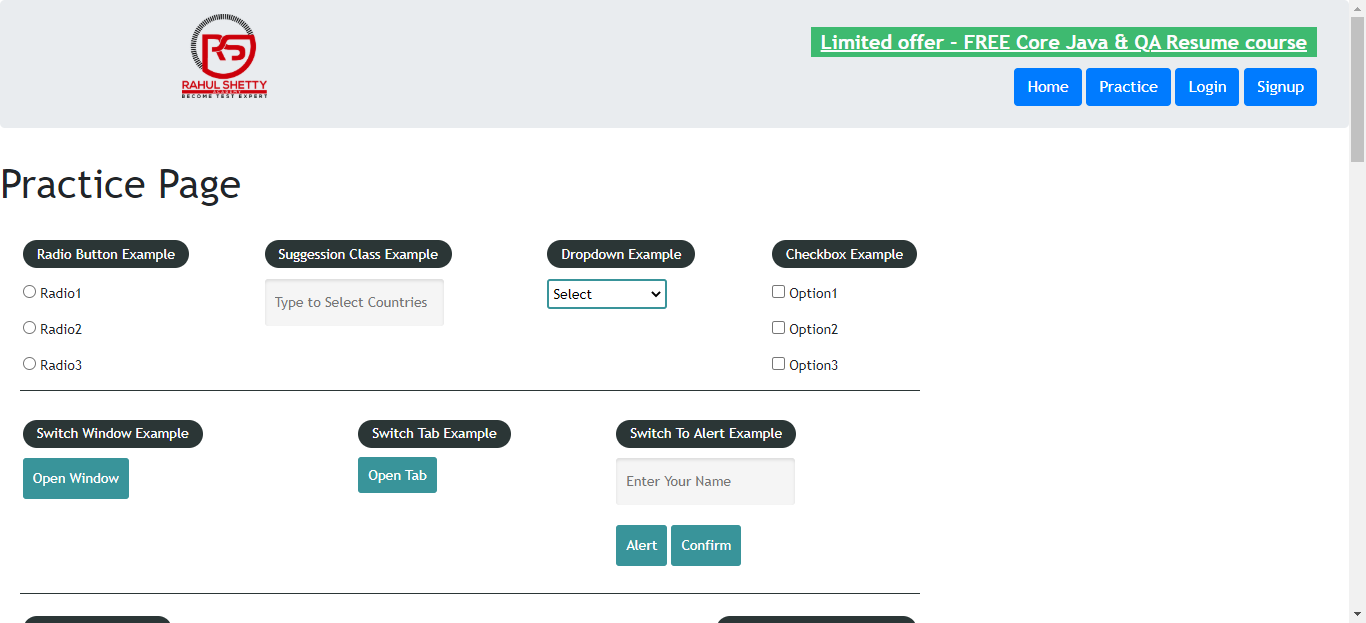 RS
RAHUL SHETTY
ACADEMY
BECOME TEST EXPERT
Limited offer - FREE Core Java & QA Resume course
Home Practice Login Signup
Practice Page
Radio Button Example
Radio1
Radio2
Radio3
Suggession Class Example
Type to Select Countries
Dropdown Example
Select
Checkbox Example
Option1
Option2
Option3
Switch Window Example
Open Window
Switch Tab Example
Open Tab
Switch To Alert Example
Enter Your Name
Alert Confirm